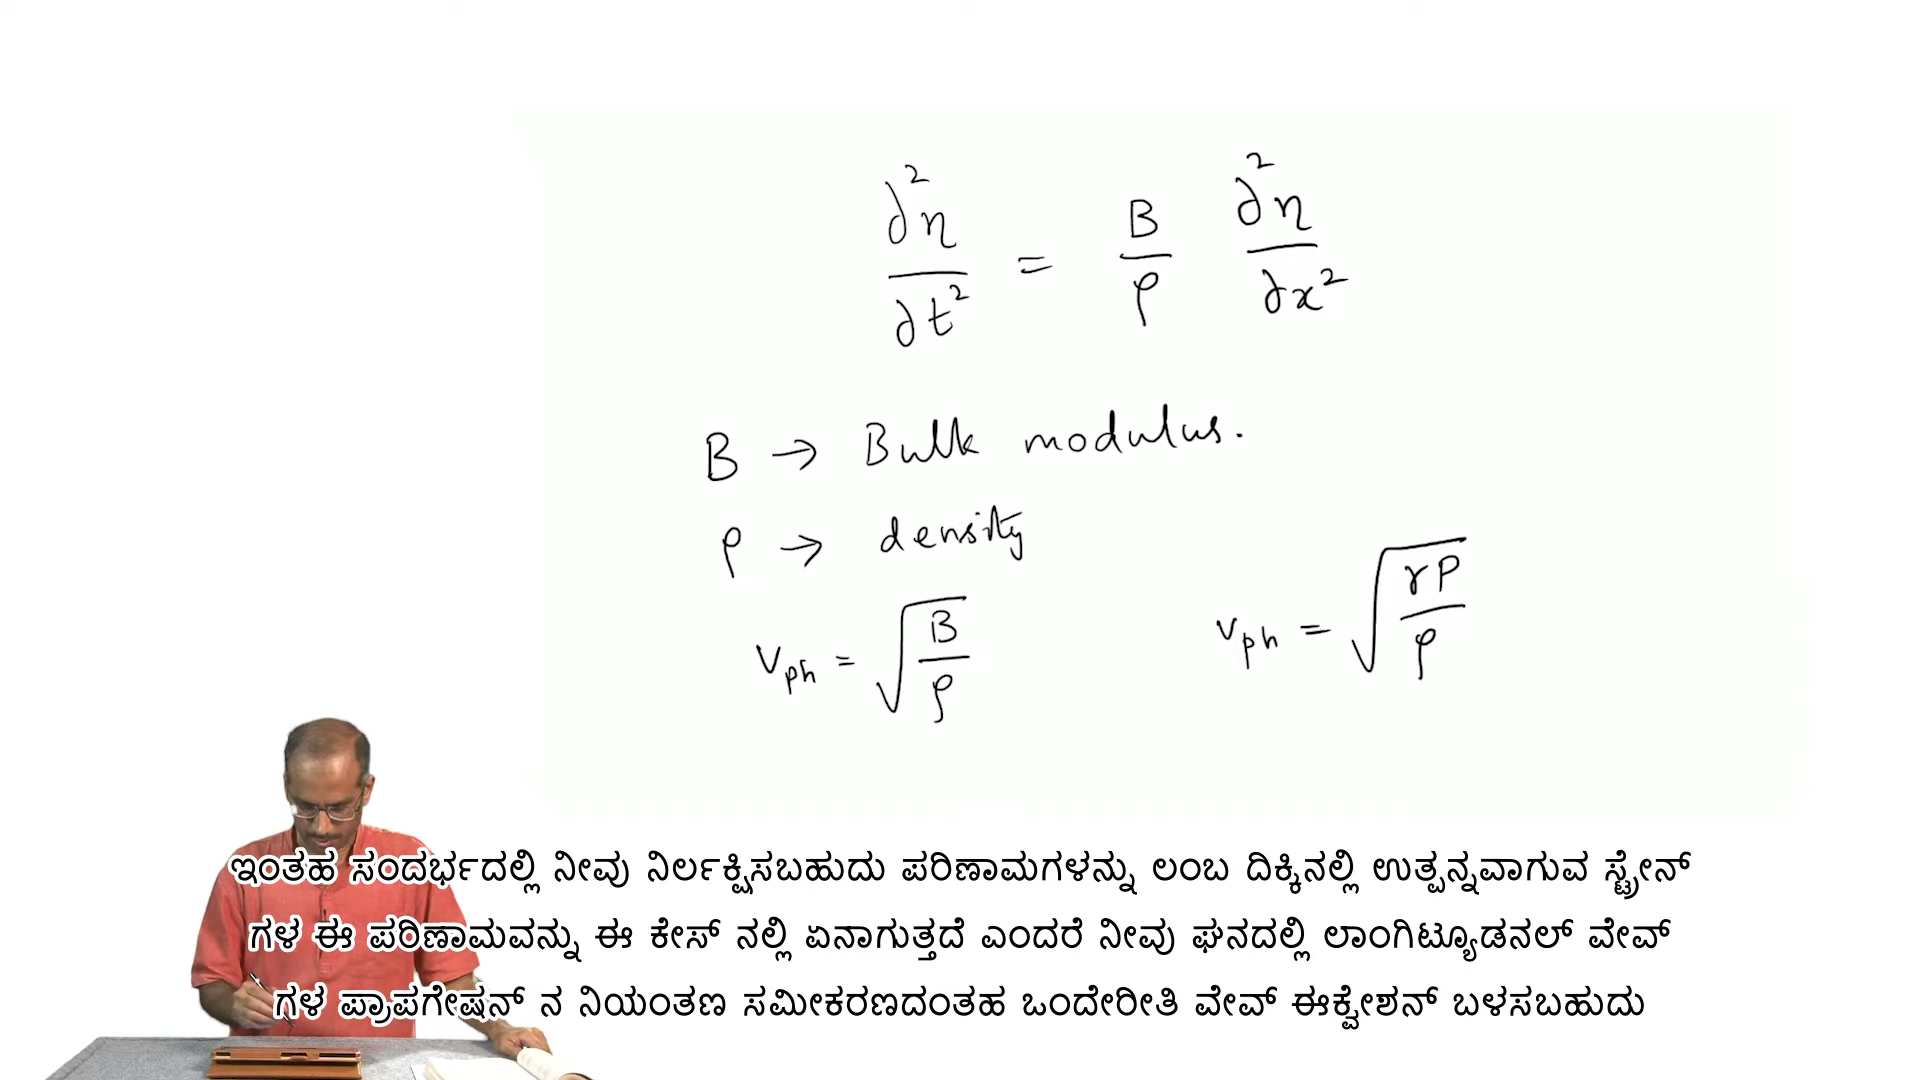 ∂²η/∂t² = B/ρ ∂²η/∂x²
B → Bulk modulus.
ρ → density
v_ph = √(B/ρ)
v_ph = √(γP/ρ)
ಇಂತಹ ಸಂದರ್ಭದಲ್ಲಿ ನೀವು ನಿರ್ಲಕ್ಷಿಸಬಹುದು ಪರಿಣಾಮಗಳನ್ನು ಲಂಬ ದಿಕ್ಕಿನಲ್ಲಿ ಉತ್ಪನ್ನವಾಗುವ ಸ್ಟ್ರೇನ್
ಗಳ ಈ ಪರಿಣಾಮವನ್ನು ಈ ಕೇಸ್ ನಲ್ಲಿ ಏನಾಗುತ್ತದೆ ಎಂದರೆ ನೀವು ಘನದಲ್ಲಿ ಲಾಂಗಿಟ್ಯೂಡನಲ್ ವೇವ್
ಗಳ ಪ್ರಾಪಗೇಷನ್ ನ ನಿಯಂತಣ ಸಮೀಕರಣದಂತಹ ಒಂದೇರೀತಿ ವೇವ್ ಈಕ್ವೇಶನ್ ಬಳಸಬಹುದು